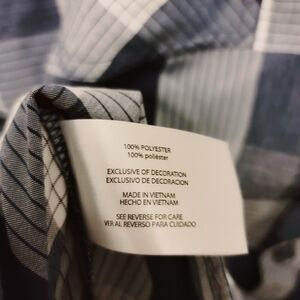 100% POLYESTER
100% poliéster
EXCLUSIVE OF DECORATION
EXCLUSIVO DE DECORACION
MADE IN VIETNAM
HECHO EN VIETNAM
SEE REVERSE FOR CARE
VER AL REVERSO PARA CUIDADO